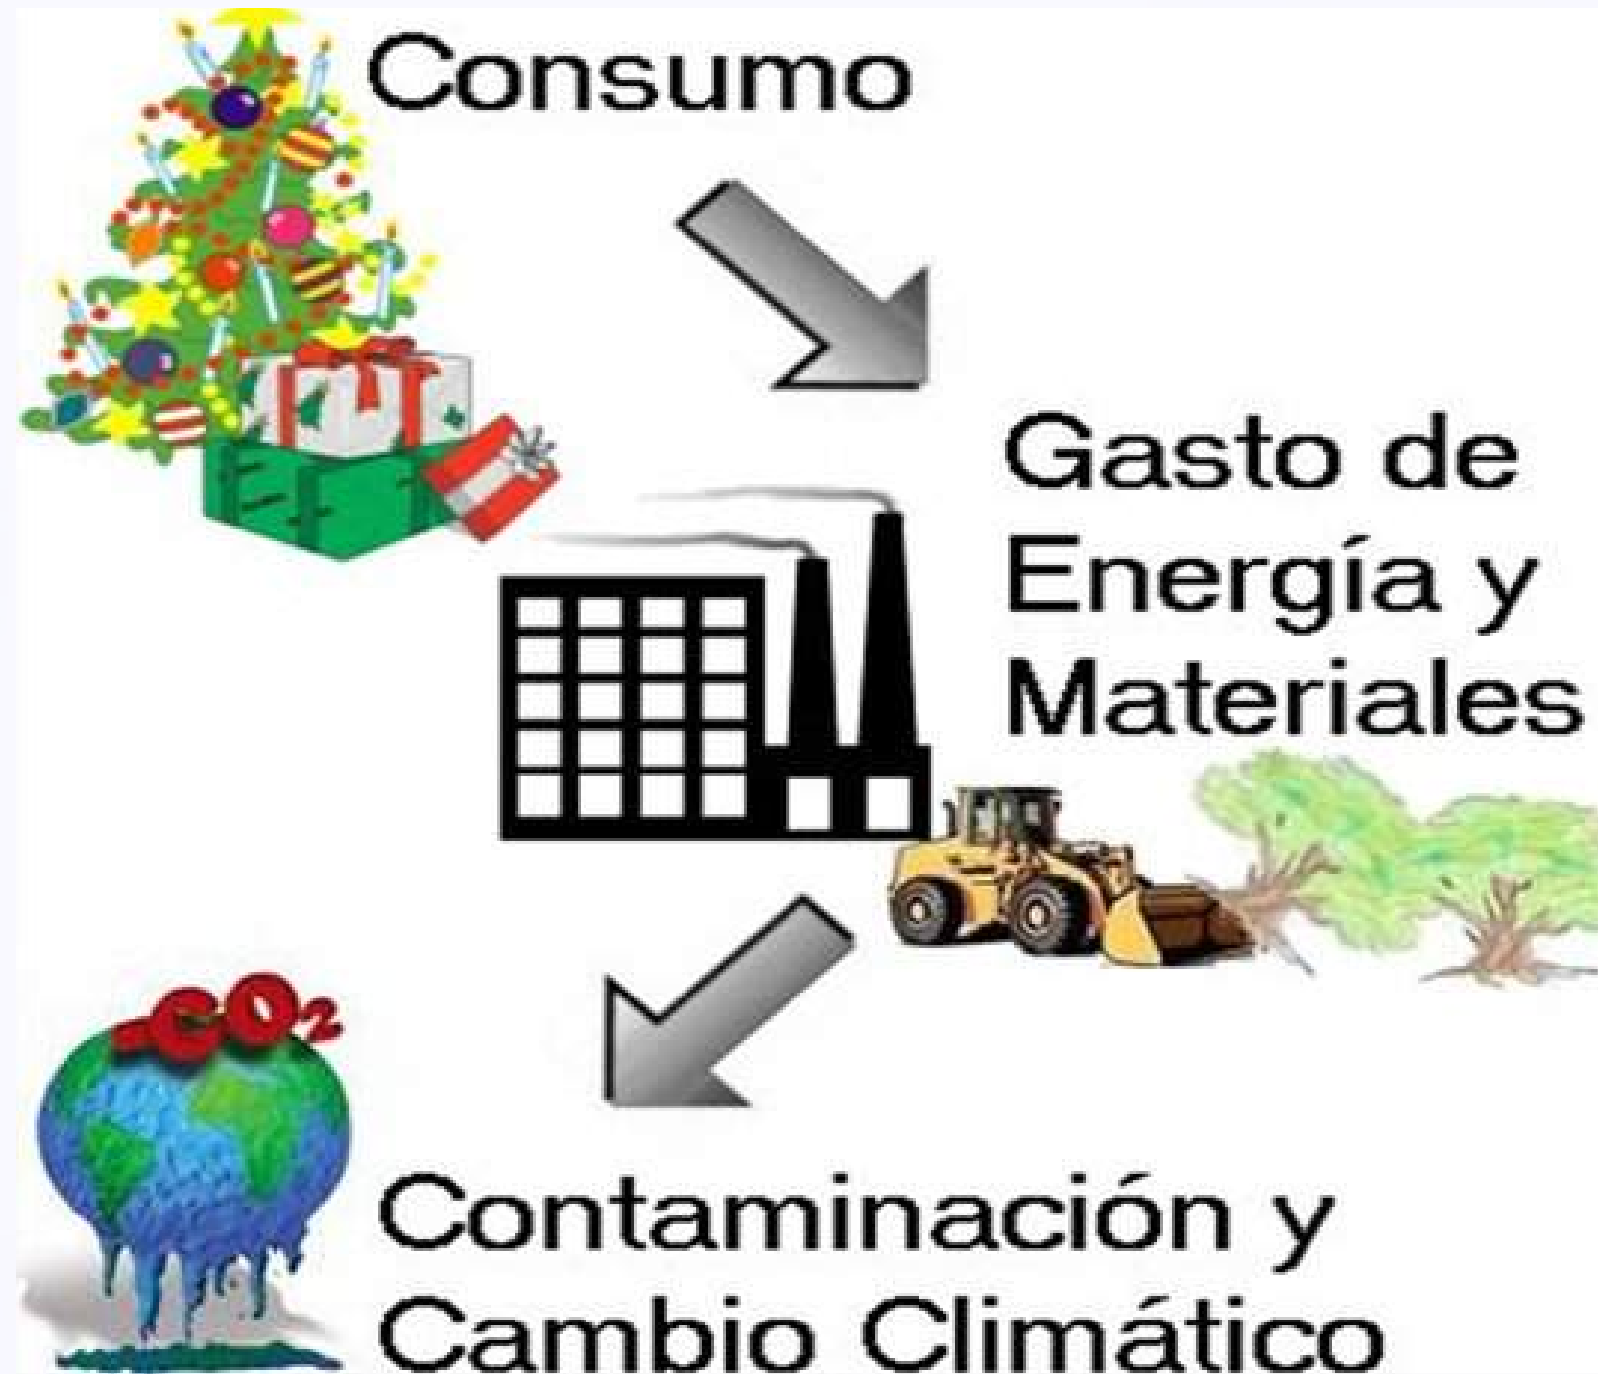 Consumo
Gasto de
Energía y
Materiales
CO₂
Contaminación y
Cambio Climático